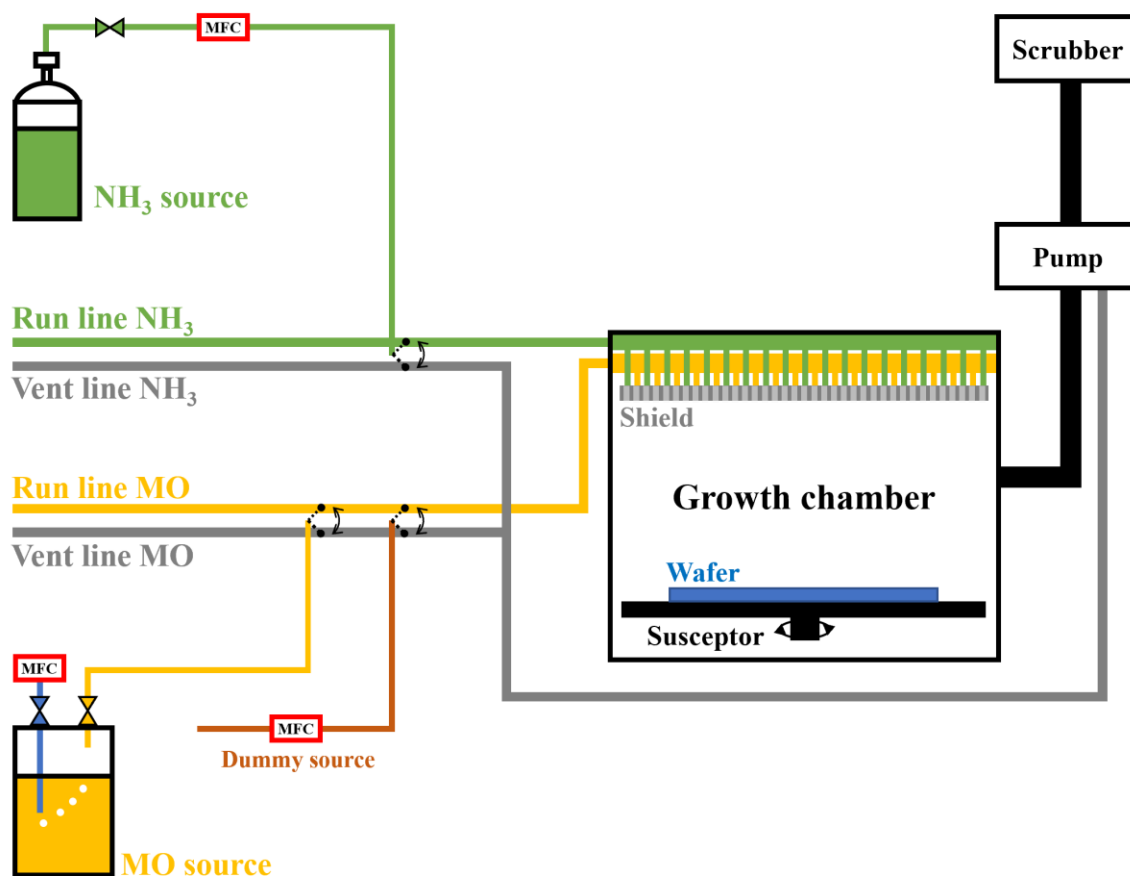 MFC
Scrubber
NH₃ source
Pump
Run line NH₃
Vent line NH₃
Shield
Run line MO
Growth chamber
Vent line MO
Wafer
Susceptor
MFC
MFC
Dummy source
MO source